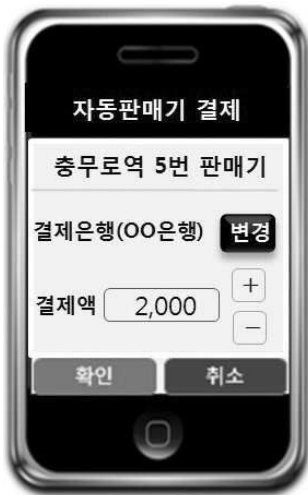 자동판매기 결제
충무로역 5번 판매기
결제은행(OO은행) 변경
결제액 2,000 +
−
확인 취소